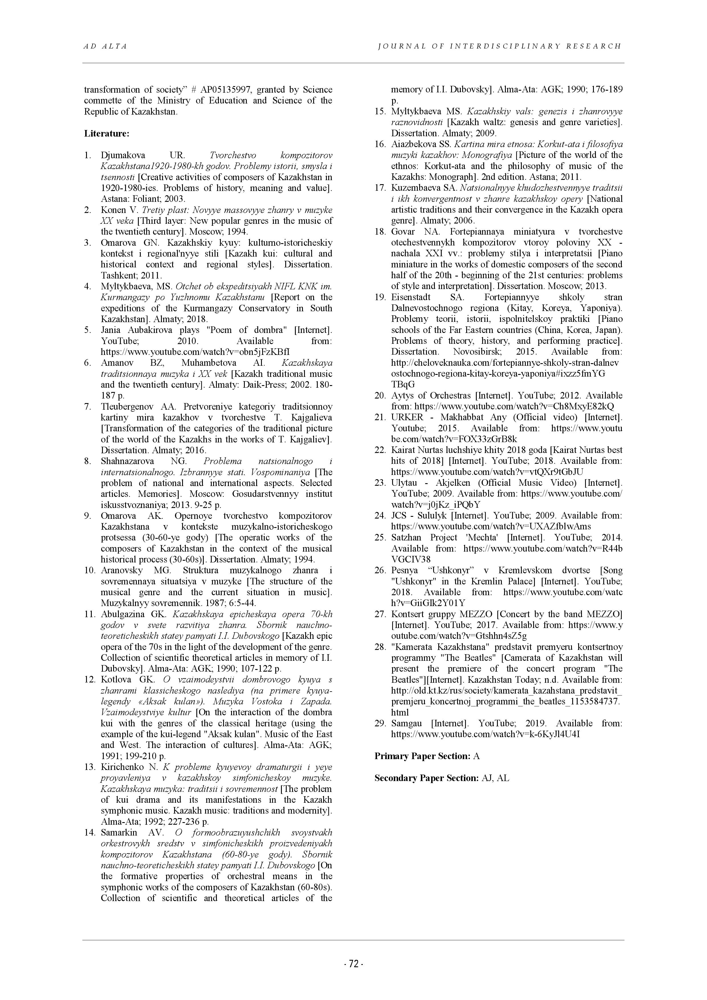 AD ALTA
JOURNAL OF INTERDISCIPLINARY RESEARCH
transformation of society” # AP05135997, granted by Science
commette of the Ministry of Education and Science of the
Republic of Kazakhstan.
Literature:
1. Djumakova UR. Tvorchestvo kompozitorov
Kazakhstana1920-1980-kh godov. Problemy istorii, smysla i
tsennosti [Creative activities of composers of Kazakhstan in
1920-1980-ies. Problems of history, meaning and value].
Astana: Foliant; 2003.
2. Konen V. Tretiy plast: Novyye massovyye zhanry v muzyke
XX veka [Third layer: New popular genres in the music of
the twentieth century]. Moscow; 1994.
3. Omarova GN. Kazakhskiy kyuy: kulturno-istoricheskiy
kontekst i regional'nyye stili [Kazakh kui: cultural and
historical context and regional styles]. Dissertation.
Tashkent; 2011.
4. Myltykbaeva, MS. Otchet ob ekspeditsiyakh NIFL KNK im.
Kurmangazy po Yuzhnomu Kazakhstanu [Report on the
expeditions of the Kurmangazy Conservatory in South
Kazakhstan]. Almaty; 2018.
5. Jania Aubakirova plays "Poem of dombra" [Internet].
YouTube; 2010. Available from:
https://www.youtube.com/watch?v=obn5jFzKBfI
6. Amanov BZ, Muhambetova AI. Kazakhskaya
traditsionnaya muzyka i XX vek [Kazakh traditional music
and the twentieth century]. Almaty: Daik-Press; 2002. 180-
187 p.
7. Tleubergenov AA. Pretvoreniye kategoriy traditsionnoy
kartiny mira kazakhov v tvorchestve T. Kajgalieva
[Transformation of the categories of the traditional picture
of the world of the Kazakhs in the works of T. Kajgaliev].
Dissertation. Almaty; 2016.
8. Shahnazarova NG. Problema natsionalnogo i
internatsionalnogo. Izbrannyye stati. Vospominaniya [The
problem of national and international aspects. Selected
articles. Memories]. Moscow: Gosudarstvennyy institut
iskusstvoznaniya; 2013. 9-25 p.
9. Omarova AK. Opernoye tvorchestvo kompozitorov
Kazakhstana v kontekste muzykalno-istoricheskogo
protsessa (30-60-ye gody) [The operatic works of the
composers of Kazakhstan in the context of the musical
historical process (30-60s)]. Dissertation. Almaty; 1994.
10. Aranovsky MG. Struktura muzykalnogo zhanra i
sovremennaya situatsiya v muzyke [The structure of the
musical genre and the current situation in music].
Muzykalnyy sovremennik. 1987; 6:5-44.
11. Abulgazina GK. Kazakhskaya epicheskaya opera 70-kh
godov v svete razvitiya zhanra. Sbornik nauchno-
teoreticheskikh statey pamyati I.I. Dubovskogo [Kazakh epic
opera of the 70s in the light of the development of the genre.
Collection of scientific theoretical articles in memory of I.I.
Dubovsky]. Alma-Ata: AGK; 1990; 107-122 p.
12. Kotlova GK. O vzaimodeystvii dombrovogo kyuya s
zhanrami klassicheskogo naslediya (na primere kyuya-
legendy «Aksak kulan»). Muzyka Vostoka i Zapada.
Vzaimodeystviye kultur [On the interaction of the dombra
kui with the genres of the classical heritage (using the
example of the kui-legend "Aksak kulan". Music of the East
and West. The interaction of cultures]. Alma-Ata: AGK;
1991; 199-210 p.
13. Kirichenko N. K probleme kyuyevoy dramaturgii i yeye
proyavleniya v kazakhskoy simfonicheskoy muzyke.
Kazakhskaya muzyka: traditsii i sovremennost [The problem
of kui drama and its manifestations in the Kazakh
symphonic music. Kazakh music: traditions and modernity].
Alma-Ata; 1992; 227-236 p.
14. Samarkin AV. O formoobrazuyushchikh svoystvakh
orkestrovykh sredstv v simfonicheskikh proizvedeniyakh
kompozitorov Kazakhstana (60-80-ye gody). Sbornik
nauchno-teoreticheskikh statey pamyati I.I. Dubovskogo [On
the formative properties of orchestral means in the
symphonic works of the composers of Kazakhstan (60-80s).
Collection of scientific and theoretical articles of the
memory of I.I. Dubovsky]. Alma-Ata: AGK; 1990; 176-189
p.
15. Myltykbaeva MS. Kazakhskiy vals: genezis i zhanrovyye
raznovidnosti [Kazakh waltz: genesis and genre varieties].
Dissertation. Almaty; 2009.
16. Aiazbekova SS. Kartina mira etnosa: Korkut-ata i filosofiya
muzyki kazakhov: Monografiya [Picture of the world of the
ethnos: Korkut-ata and the philosophy of music of the
Kazakhs: Monograph]. 2nd edition. Astana; 2011.
17. Kuzembaeva SA. Natsionalnyye khudozhestvennyye traditsii
i ikh konvergentnost v zhanre kazakhskoy opery [National
artistic traditions and their convergence in the Kazakh opera
genre]. Almaty; 2006.
18. Govar NA. Fortepiannaya miniatyura v tvorchestve
otechestvennykh kompozitorov vtoroy poloviny XX -
nachala XXI vv.: problemy stilya i interpretatsii [Piano
miniature in the works of domestic composers of the second
half of the 20th - beginning of the 21st centuries: problems
of style and interpretation]. Dissertation. Moscow; 2013.
19. Eisenstadt SA. Fortepiannyye shkoly stran
Dalnevostochnogo regiona (Kitay, Koreya, Yaponiya).
Problemy teorii, istorii, ispolnitelskoy praktiki [Piano
schools of the Far Eastern countries (China, Korea, Japan).
Problems of theory, history, and performing practice].
Dissertation. Novosibirsk; 2015. Available from:
http://cheloveknauka.com/fortepiannye-shkoly-stran-dalnev
ostochnogo-regiona-kitay-koreya-yaponiya#ixzz5fmYG
TBqG
20. Aytys of Orchestras [Internet]. YouTube; 2012. Available
from: https://www.youtube.com/watch?v=Ch8MxyE82kQ
21. URKER - Makhabbat Any (Official video) [Internet].
Youtube; 2015. Available from: https://www.youtu
be.com/watch?v=FOX33zGrB8k
22. Kairat Nurtas luchshiye khity 2018 goda [Kairat Nurtas best
hits of 2018] [Internet]. YouTube; 2018. Available from:
https://www.youtube.com/watch?v=vtQXr9tGbJU
23. Ulytau - Akjelken (Official Music Video) [Internet].
YouTube; 2009. Available from: https://www.youtube.com/
watch?v=j0jKz_iPQbY
24. JCS - Sululyk [Internet]. YouTube; 2009. Available from:
https://www.youtube.com/watch?v=UXAZfblwAms
25. Satzhan Project 'Mechta' [Internet]. YouTube; 2014.
Available from: https://www.youtube.com/watch?v=R44b
VGCIV38
26. Pesnya “Ushkonyr” v Kremlevskom dvortse [Song
"Ushkonyr" in the Kremlin Palace] [Internet]. YouTube;
2018. Available from: https://www.youtube.com/watc
h?v=GiiGIk2Y01Y
27. Kontsert gruppy MEZZO [Concert by the band MEZZO]
[Internet]. YouTube; 2017. Available from: https://www.y
outube.com/watch?v=Gtshhn4sZ5g
28. "Kamerata Kazakhstana" predstavit premyeru kontsertnoy
programmy "The Beatles" [Camerata of Kazakhstan will
present the premiere of the concert program "The
Beatles"][Internet]. Kazakhstan Today; n.d. Available from:
http://old.kt.kz/rus/society/kamerata_kazahstana_predstavit_
premjeru_koncertnoj_programmi_the_beatles_1153584737.
html
29. Samgau [Internet]. YouTube; 2019. Available from:
https://www.youtube.com/watch?v=k-6KyJl4U4I
Primary Paper Section: A
Secondary Paper Section: AJ, AL
- 72 -